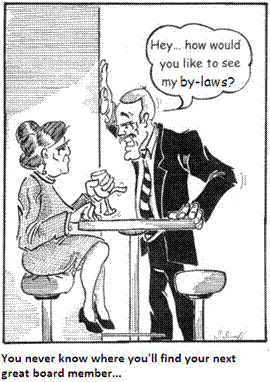 Hey... how would
you like to see
my by-laws?
You never know where you'll find your next
great board member...